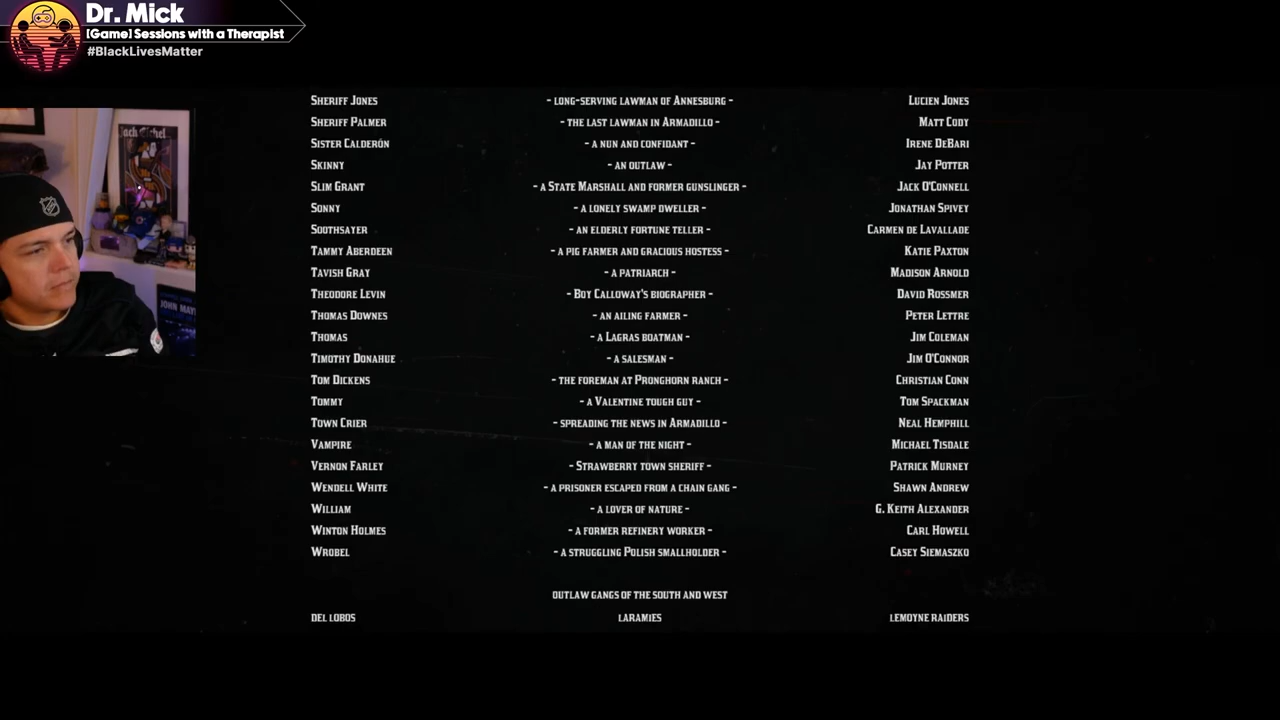 Dr. Mick
[Game] Sessions with a Therapist
#BlackLivesMatter
Jack Eichel
JOHN MAY
SHERIFF JONES - LONG-SERVING LAWMAN OF ANNESBURG - LUCIEN JONES
SHERIFF PALMER - THE LAST LAWMAN IN ARMADILLO - MATT CODY
SISTER CALDERÓN - A NUN AND CONFIDANT - IRENE DEBARI
SKINNY - AN OUTLAW - JAY POTTER
SLIM GRANT - A STATE MARSHALL AND FORMER GUNSLINGER - JACK O'CONNELL
SONNY - A LONELY SWAMP DWELLER - JONATHAN SPIVEY
SOOTHSAYER - AN ELDERLY FORTUNE TELLER - CARMEN DE LAVALLADE
TAMMY ABERDEEN - A PIG FARMER AND GRACIOUS HOSTESS - KATIE PAXTON
TAVISH GRAY - A PATRIARCH - MADISON ARNOLD
THEODORE LEVIN - BOY CALLOWAY'S BIOGRAPHER - DAVID ROSSMER
THOMAS DOWNES - AN AILING FARMER - PETER LETTRE
THOMAS - A LAGRAS BOATMAN - JIM COLEMAN
TIMOTHY DONAHUE - A SALESMAN - JIM O'CONNOR
TOM DICKENS - THE FOREMAN AT PRONGHORN RANCH - CHRISTIAN CONN
TOMMY - A VALENTINE TOUGH GUY - TOM SPACKMAN
TOWN CRIER - SPREADING THE NEWS IN ARMADILLO - NEAL HEMPHILL
VAMPIRE - A MAN OF THE NIGHT - MICHAEL TISDALE
VERNON FARLEY - STRAWBERRY TOWN SHERIFF - PATRICK MURNEY
WENDELL WHITE - A PRISONER ESCAPED FROM A CHAIN GANG - SHAWN ANDREW
WILLIAM - A LOVER OF NATURE - G. KEITH ALEXANDER
WINTON HOLMES - A FORMER REFINERY WORKER - CARL HOWELL
WROBEL - A STRUGGLING POLISH SMALLHOLDER - CASEY SIEMASZKO
OUTLAW GANGS OF THE SOUTH AND WEST
DEL LOBOS LARAMIES LEMOYNE RAIDERS